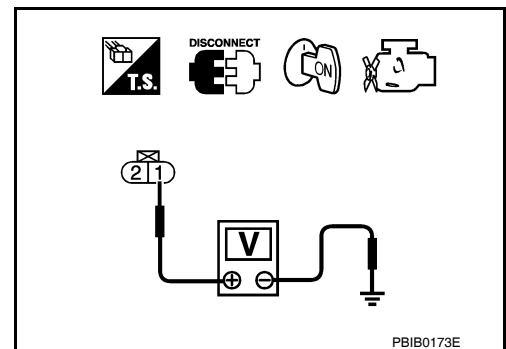 DISCONNECT
T.S.
ON
2 1
V
+ −
PBIB0173E